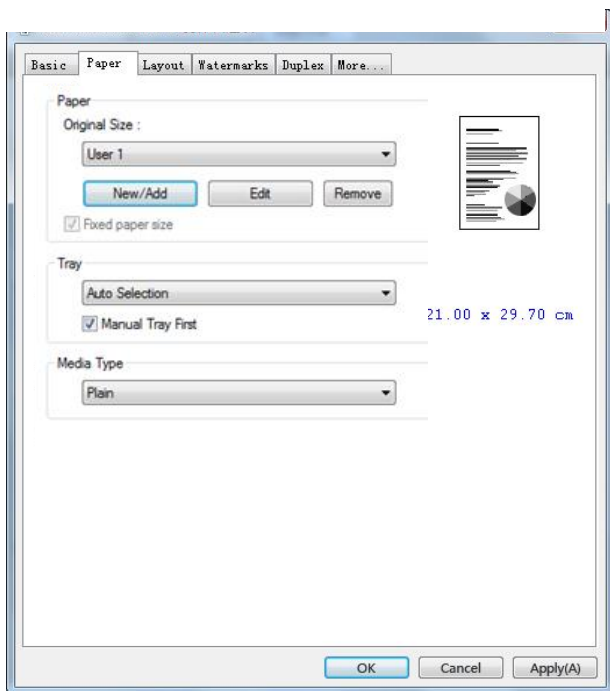 Basic Paper Layout Watermarks Duplex More...
Paper
Original Size :
User 1
New/Add Edit Remove
Fixed paper size
Tray
Auto Selection
Manual Tray First
21.00 x 29.70 cm
Media Type
Plain
OK Cancel Apply(A)